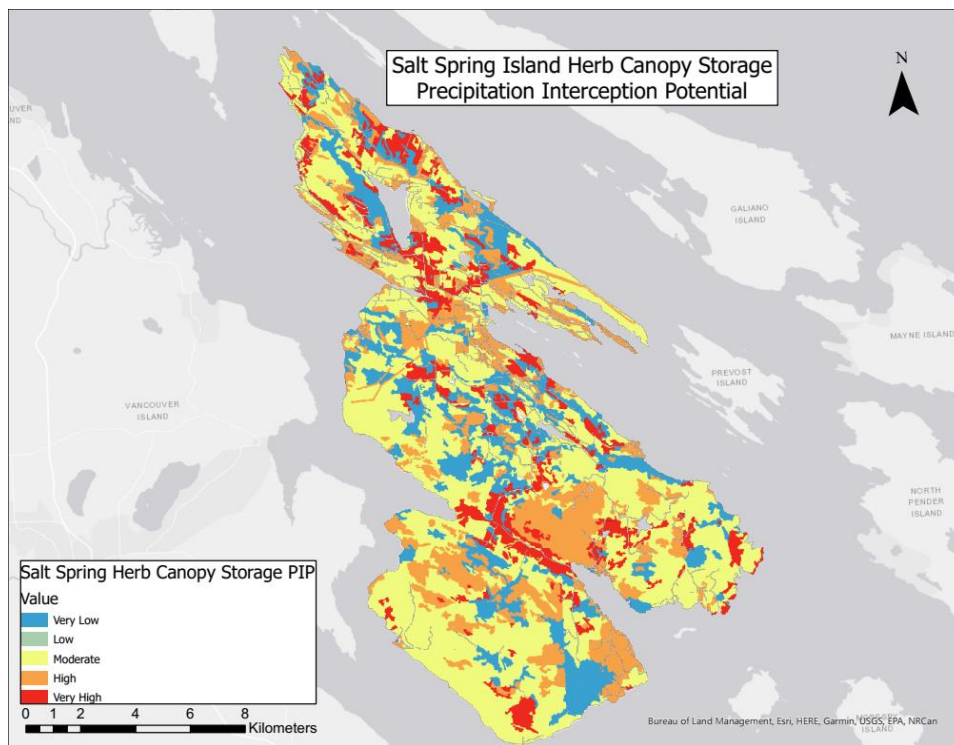 Salt Spring Island Herb Canopy Storage
Precipitation Interception Potential
N
GALIANO
ISLAND
MAYNE ISLAND
PREVOST
ISLAND
VANCOUVER
ISLAND
NORTH
PENDER
ISLAND
Salt Spring Herb Canopy Storage PIP
Value
Very Low
Low
Moderate
High
Very High
0 1 2 4 6 8
Kilometers
ISLAND
Bureau of Land Management, Esri, HERE, Garmin, USGS, EPA, NRCan